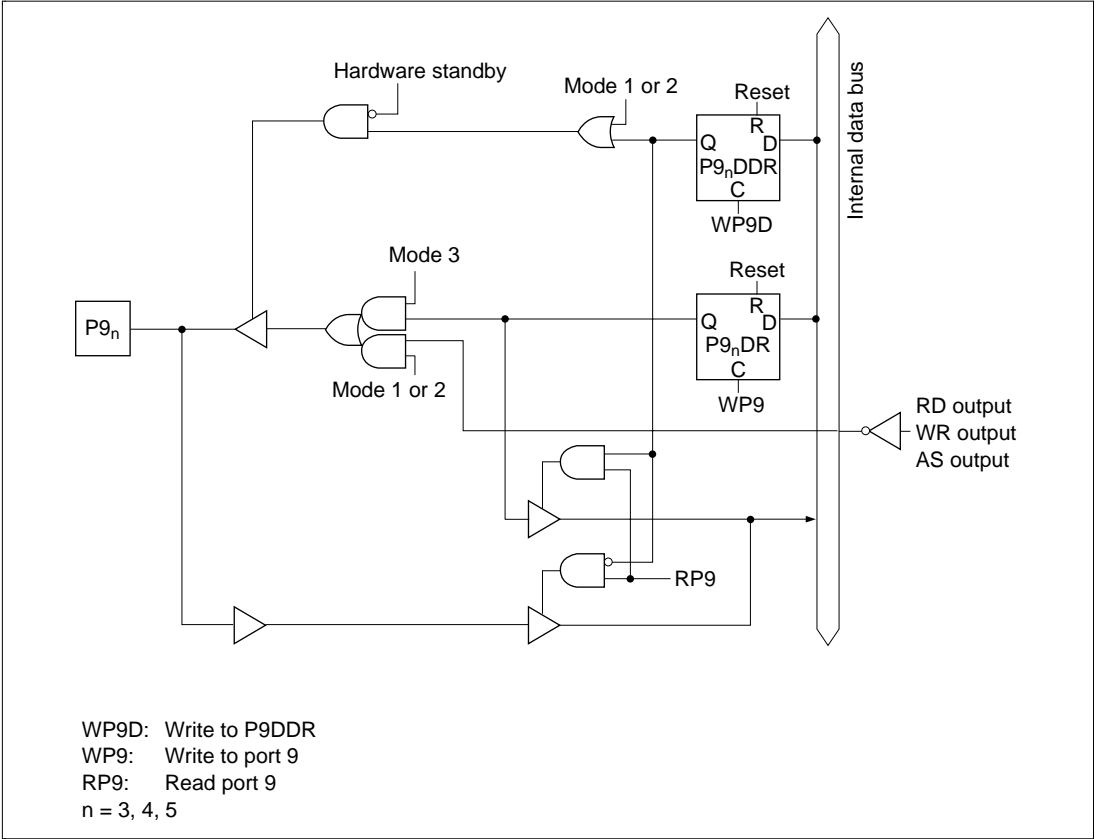 Hardware standby
Mode 1 or 2
Reset
R
Q
D
P9nDDR
C
WP9D
Internal data bus
Mode 3
Reset
R
Q
D
P9n
P9nDR
C
Mode 1 or 2
WP9
RD output
WR output
AS output
RP9
WP9D: Write to P9DDR
WP9: Write to port 9
RP9: Read port 9
n = 3, 4, 5